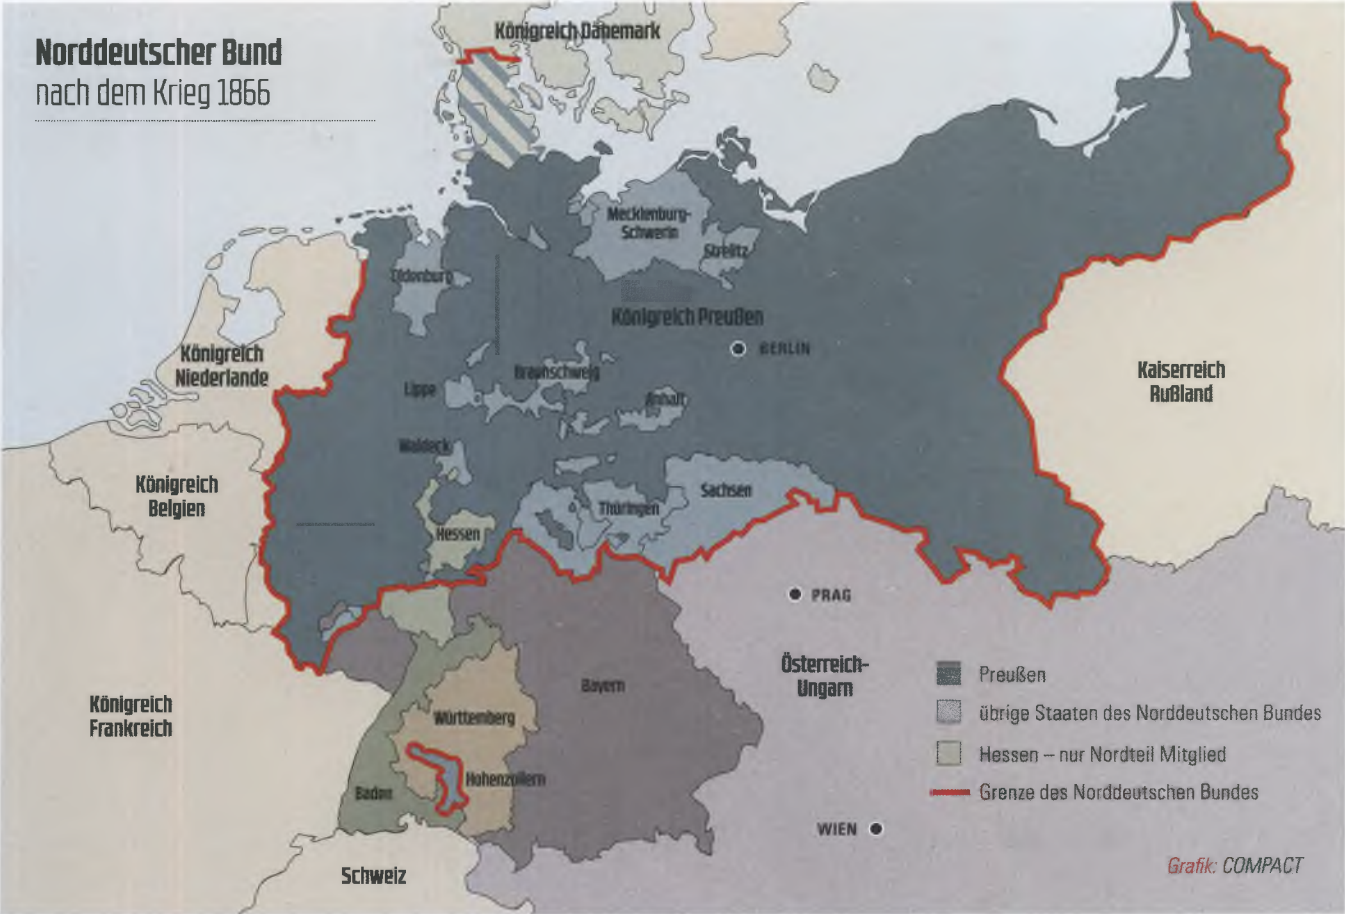 Norddeutscher Bund
nach dem Krieg 1866
Königreich Dänemark
Mecklenburg-
Schwerin
Strelitz
Oldenburg
Königreich Preußen
BERLIN
Königreich
Niederlande
Braunschweig
Lippe
Anhalt
Kaiserreich
Rußland
Waldeck
Königreich
Belgien
Sachsen
Thüringen
Hessen
PRAG
Österreich-
Ungarn
Bayern
Königreich
Frankreich
Württemberg
Hohenzollern
Baden
WIEN
Schweiz
Preußen
übrige Staaten des Norddeutschen Bundes
Hessen – nur Nordteil Mitglied
Grenze des Norddeutschen Bundes
Grafik: COMPACT